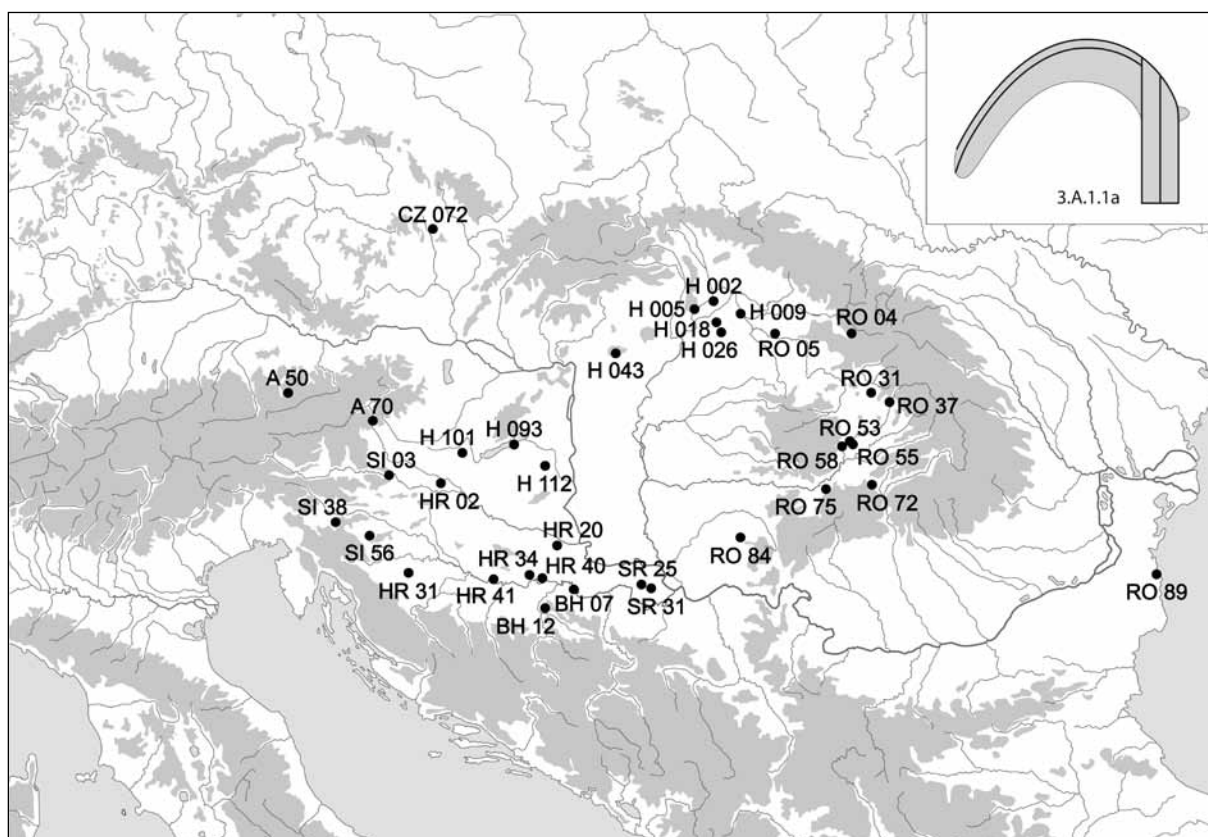 3.A.1.1a
CZ 072
H 002
H 005
H 009
H 018
RO 04
H 026
RO 05
H 043
A 50
RO 31
A 70
RO 37
H 093
RO 53
H 101
RO 58
RO 55
SI 03
H 112
HR 02
RO 75
RO 72
SI 38
HR 20
SI 56
RO 84
HR 34
HR 40
SR 25
HR 31
HR 41
SR 31
RO 89
BH 07
BH 12